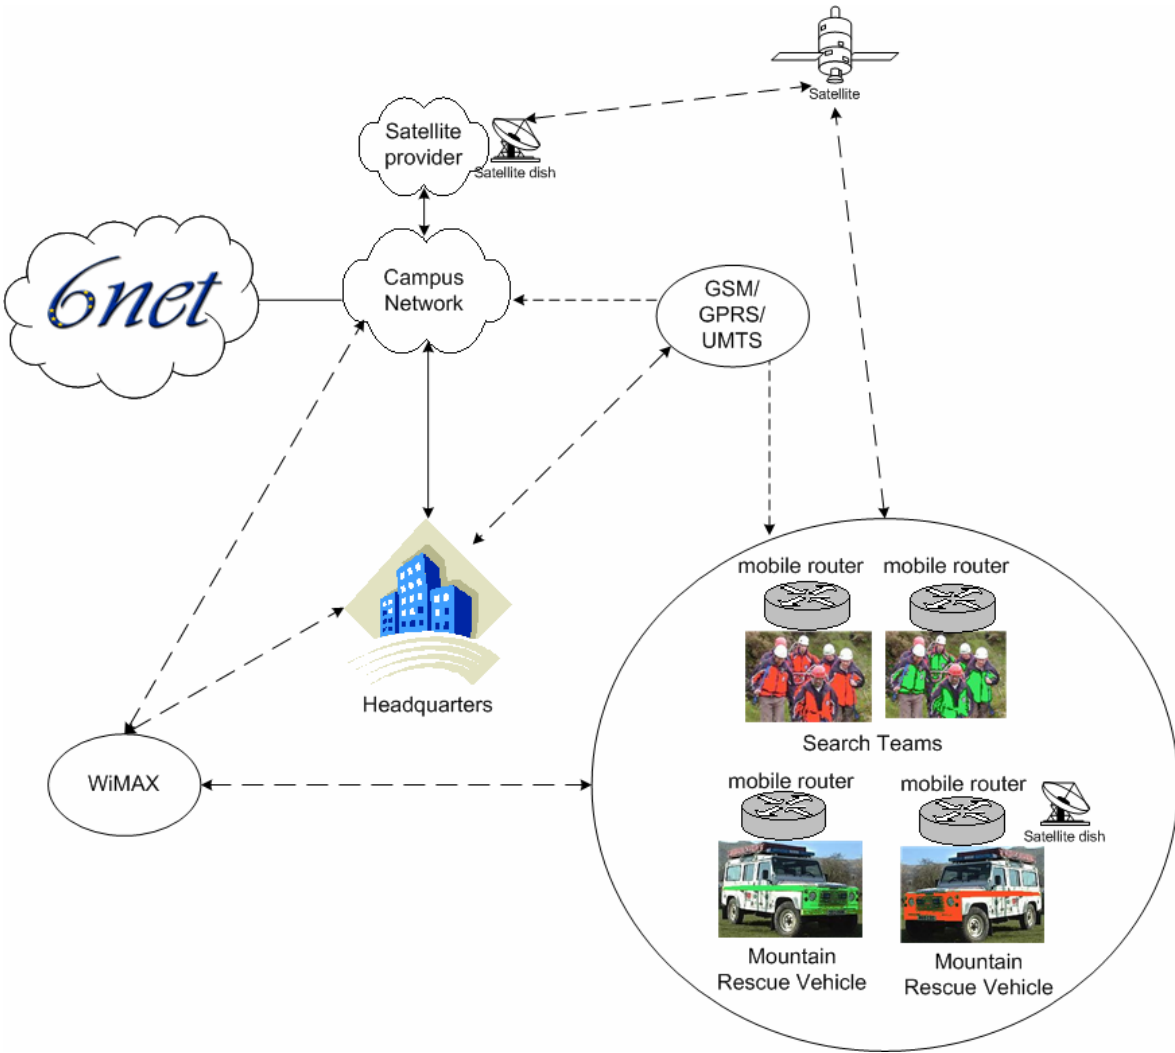 Satellite
Satellite
provider
Satellite dish
6net
Campus
Network
GSM/
GPRS/
UMTS
Headquarters
WiMAX
mobile router
mobile router
Search Teams
mobile router
mobile router
Satellite dish
Mountain
Rescue Vehicle
Mountain
Rescue Vehicle